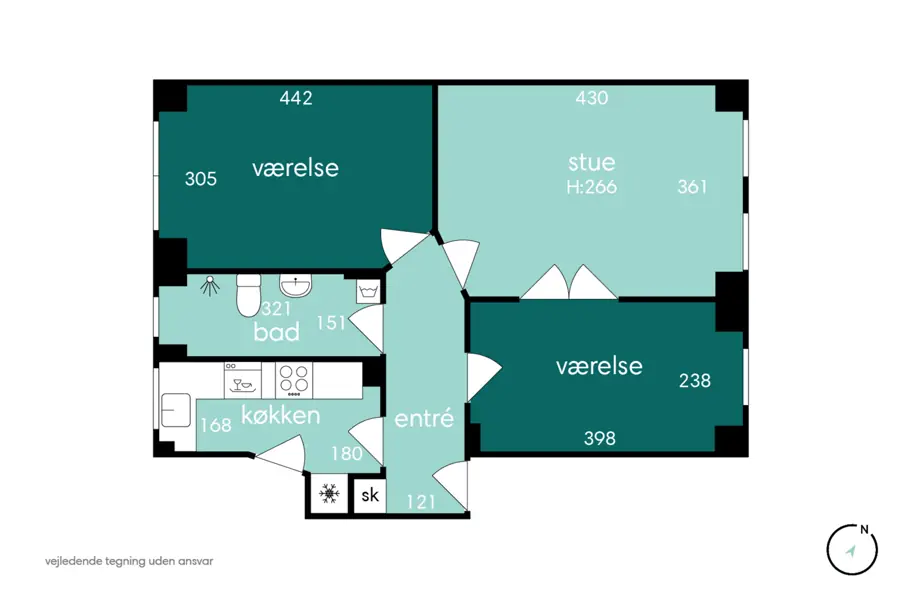 442
430
værelse
305
stue
H:266
361
321
151
bad
værelse
238
398
køkken
168
180
entré
sk
121
N
vejledende tegning uden ansvar